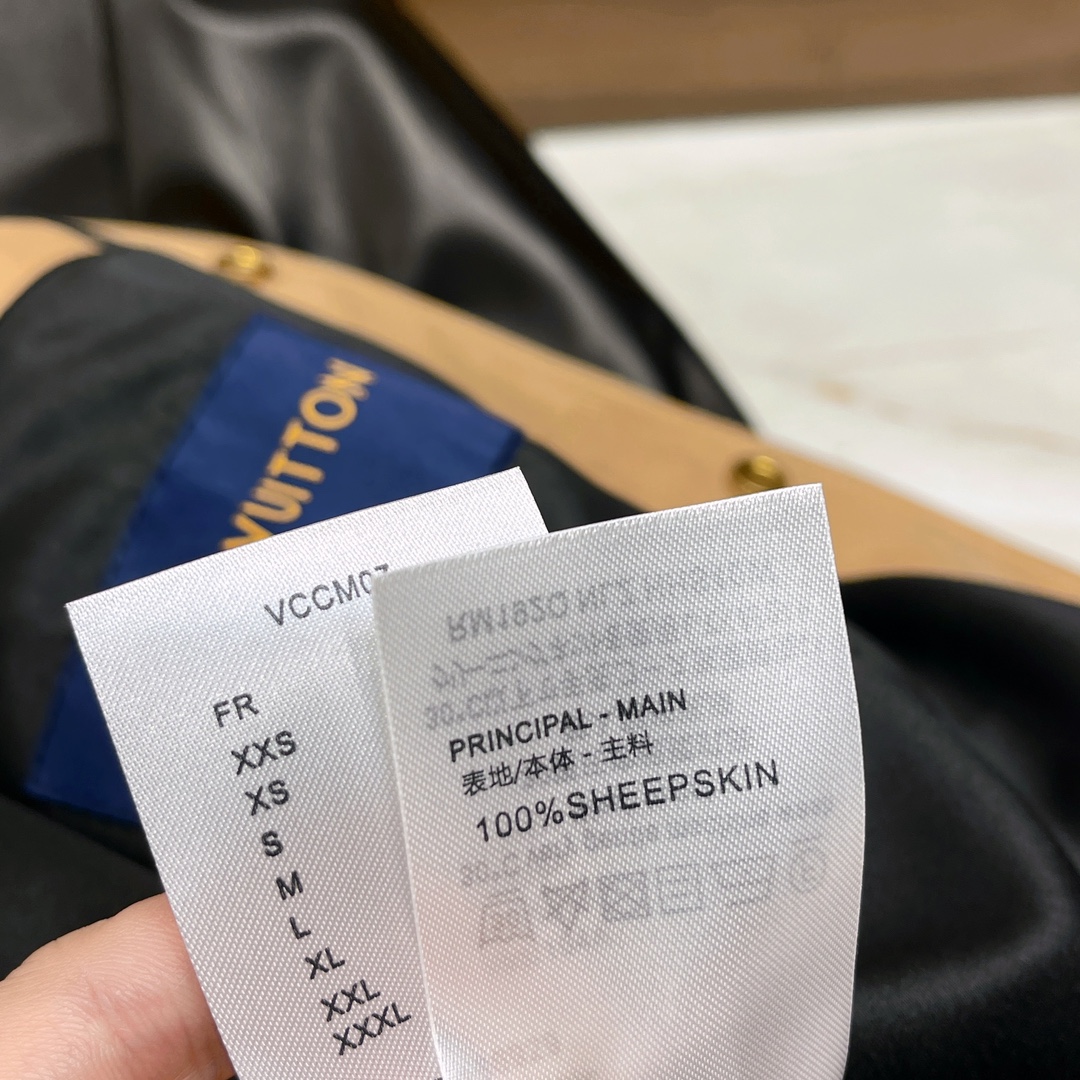 VUITTON
VCCM07
FR
XXS
XS
S
M
L
XL
XXL
XXXL
PRINCIPAL - MAIN
表地/本体 - 主料
100%SHEEPSKIN